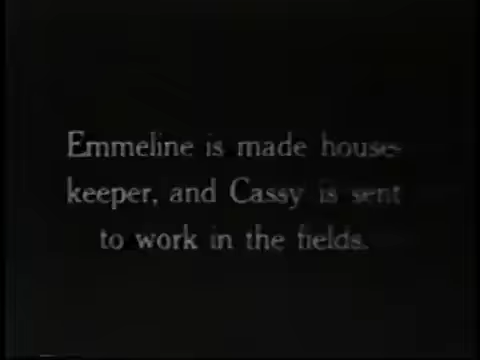 Emmeline is made house-
keeper, and Cassy is sent
to work in the fields.